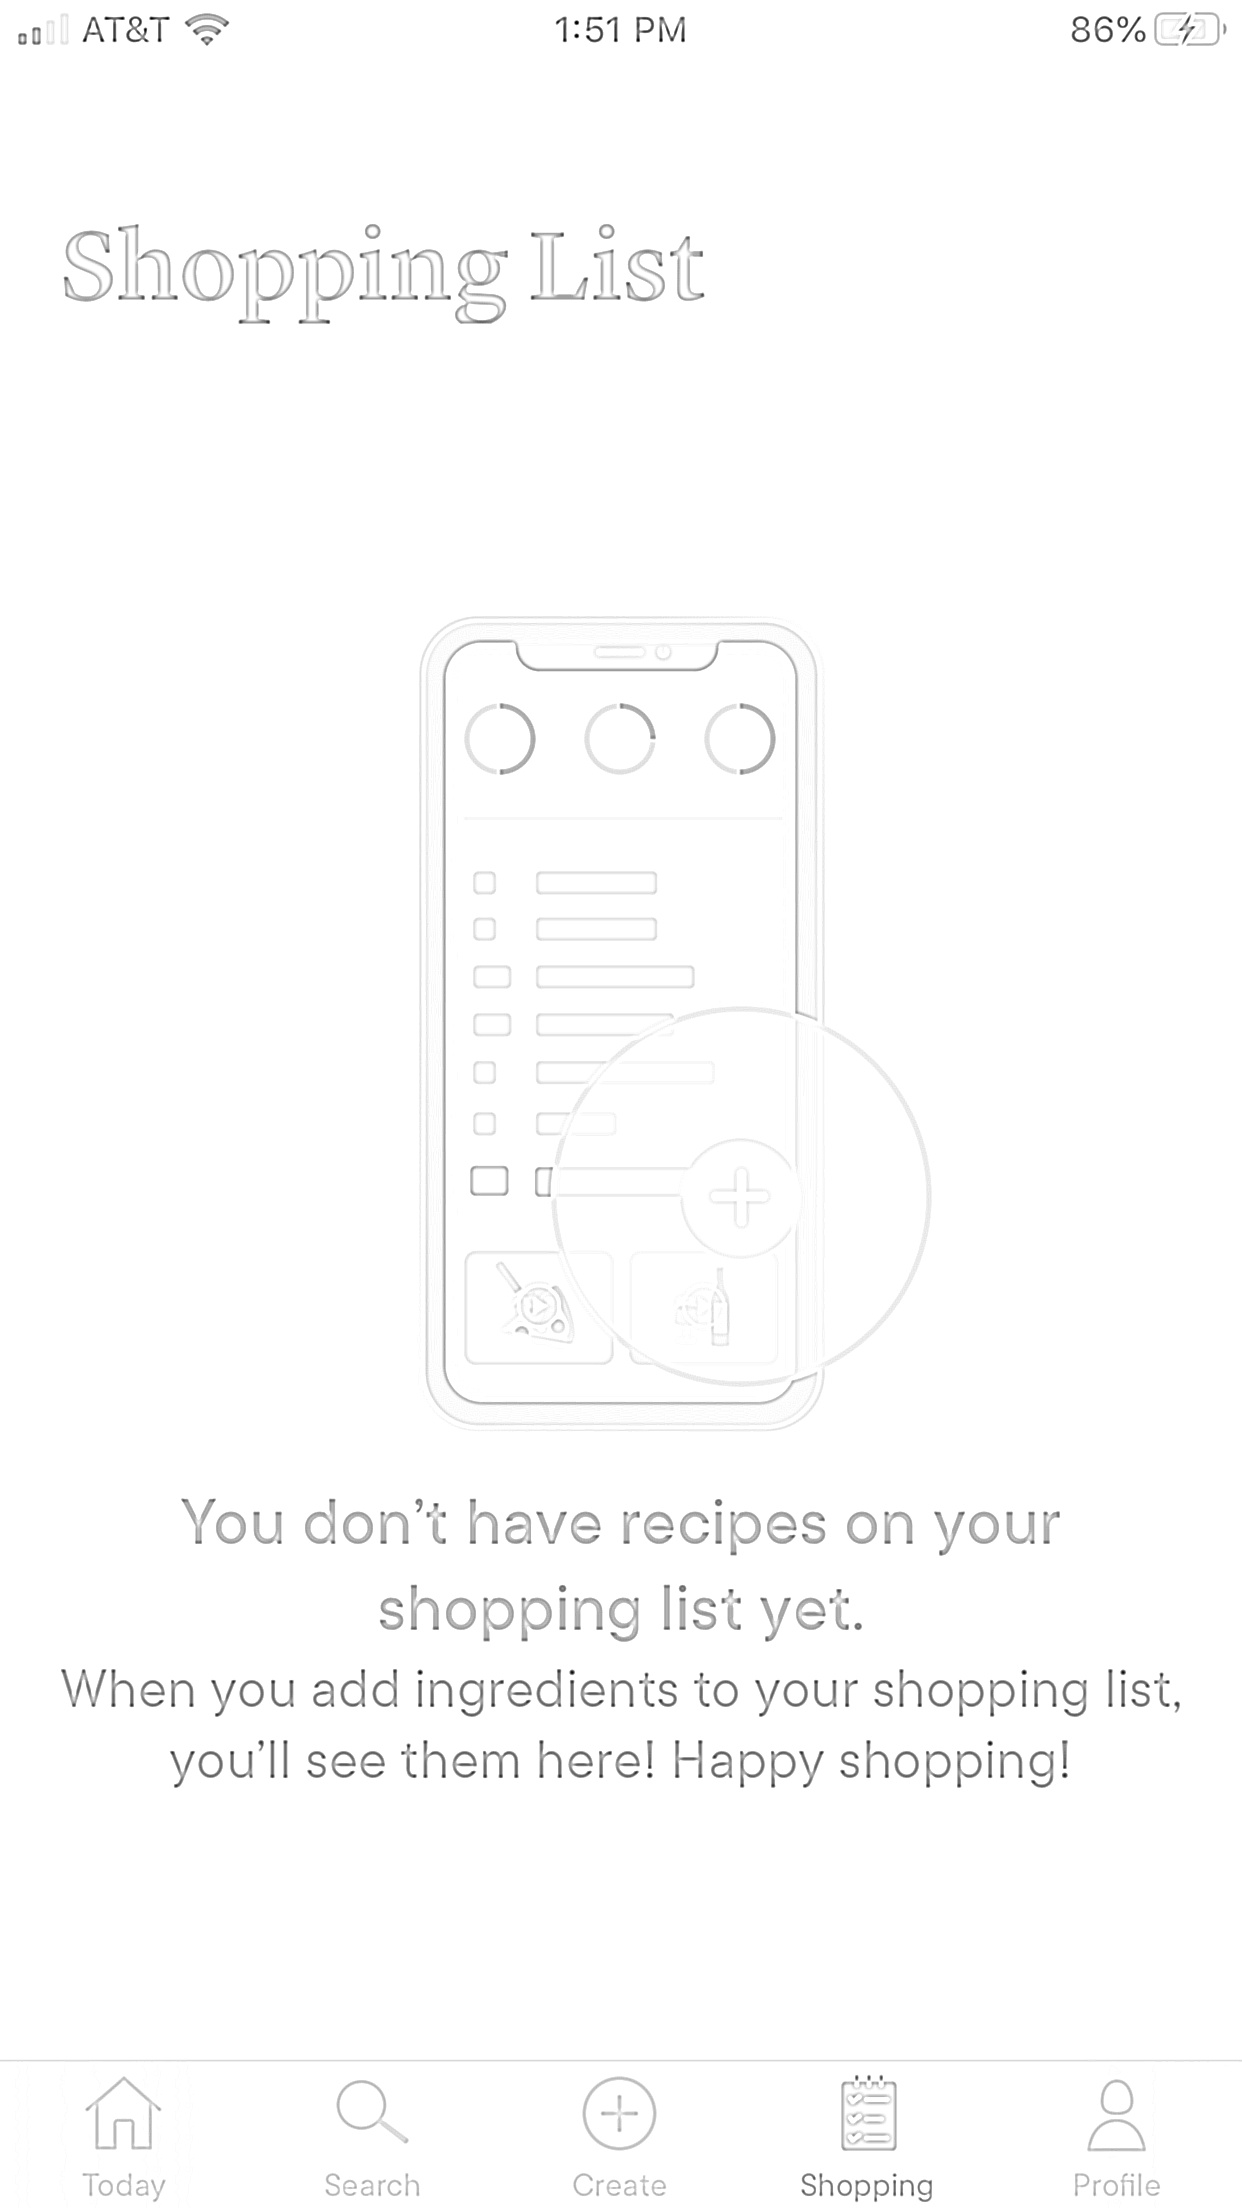 AT&T 1:51 PM 86%
Shopping List
You don’t have recipes on your
shopping list yet.
When you add ingredients to your shopping list,
you’ll see them here! Happy shopping!
Today Search Create Shopping Profile